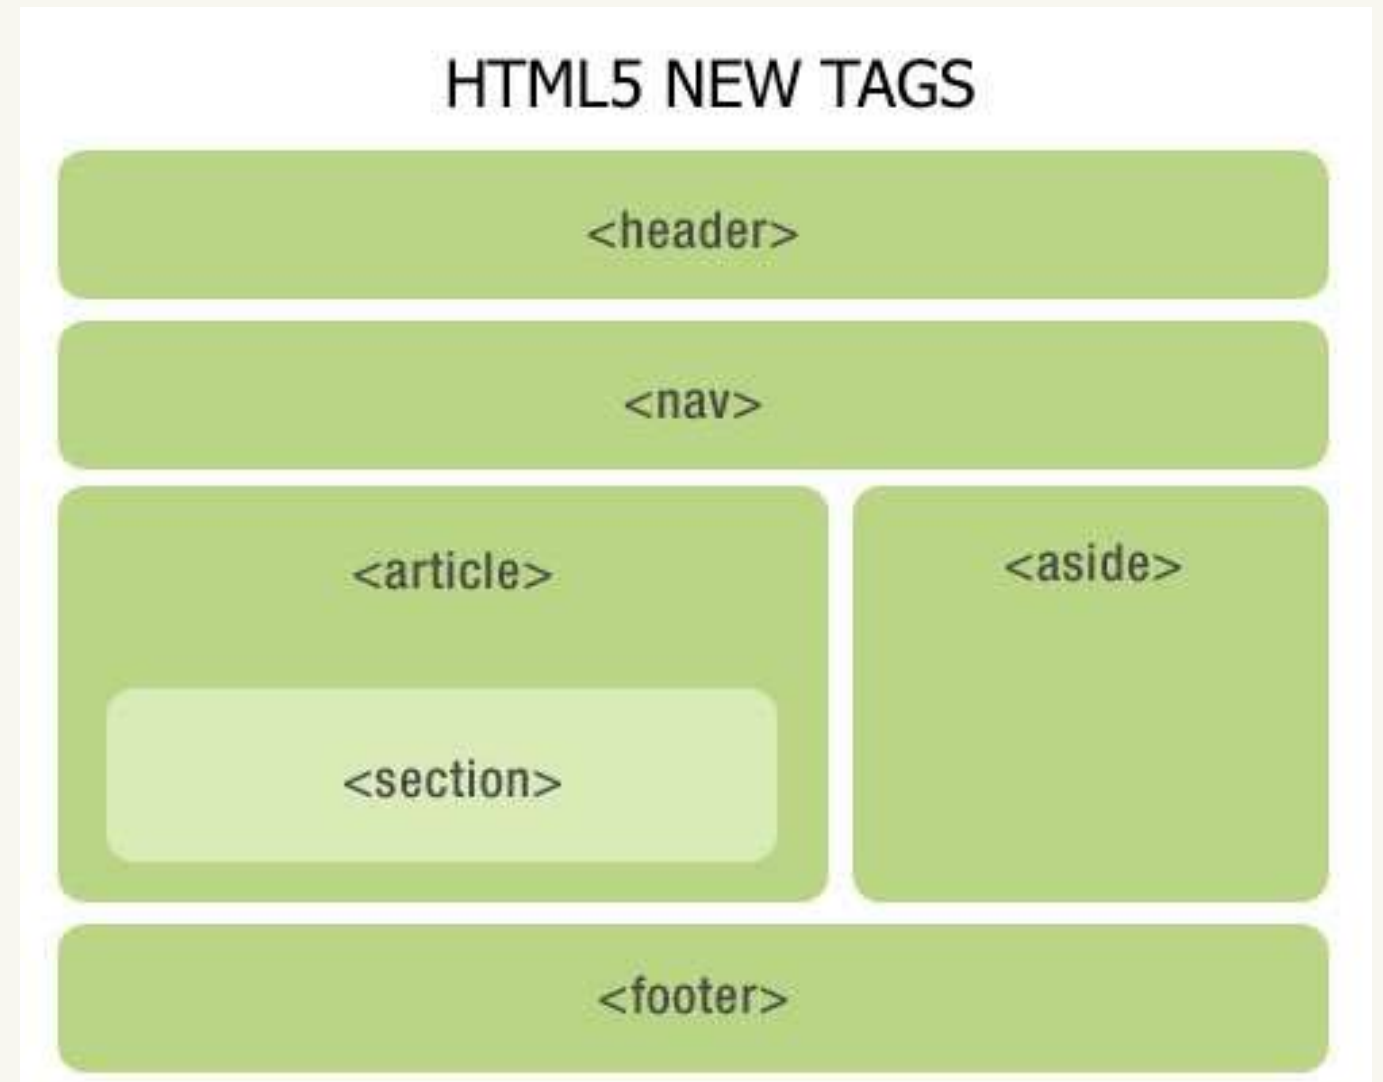 HTML5 NEW TAGS
<header>
<nav>
<article>
<aside>
<section>
<footer>